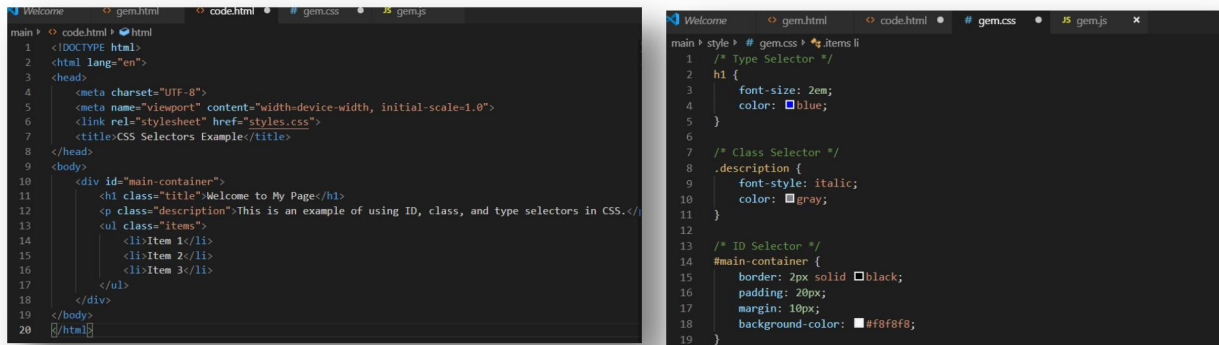 Welcome gem.html code.html # gem.css JS gem.js
main code.html html
1 <!DOCTYPE html>
2 <html lang="en">
3 <head>
4 <meta charset="UTF-8">
5 <meta name="viewport" content="width=device-width, initial-scale=1.0">
6 <link rel="stylesheet" href="styles.css">
7 <title>CSS Selectors Example</title>
8 </head>
9 <body>
10 <div id="main-container">
11 <h1 class="title">Welcome to My Page</h1>
12 <p class="description">This is an example of using ID, class, and type selectors in CSS.</
13 <ul class="items">
14 <li>Item 1</li>
15 <li>Item 2</li>
16 <li>Item 3</li>
17 </ul>
18 </div>
19 </body>
20 </html>
Welcome gem.html code.html # gem.css JS gem.js
main style # gem.css .items li
1 /* Type Selector */
2 h1 {
3 font-size: 2em;
4 color: blue;
5 }
6
7 /* Class Selector */
8 .description {
9 font-style: italic;
10 color: gray;
11 }
12
13 /* ID Selector */
14 #main-container {
15 border: 2px solid black;
16 padding: 20px;
17 margin: 10px;
18 background-color: #f8f8f8;
19 }